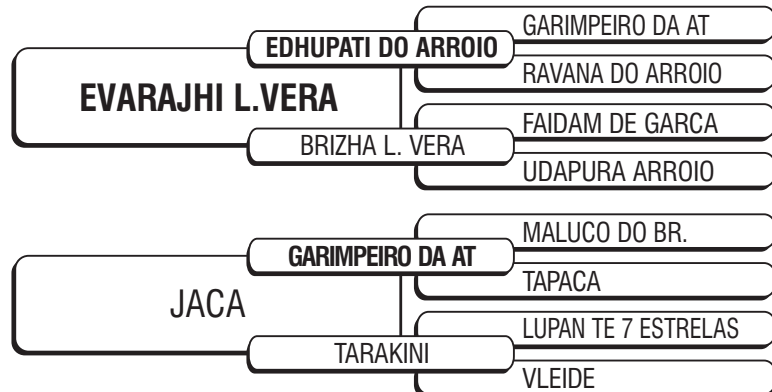 GARIMPEIRO DA AT
EDHUPATI DO ARROIO
RAVANA DO ARROIO
EVARAJHI L.VERA
FAIDAM DE GARCA
BRIZHA L. VERA
UDAPURA ARROIO
MALUCO DO BR.
GARIMPEIRO DA AT
TAPACA
JACA
LUPAN TE 7 ESTRELAS
TARAKINI
VLEIDE